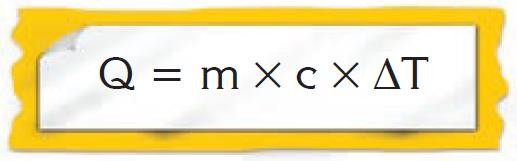 Q = m × c × ΔT